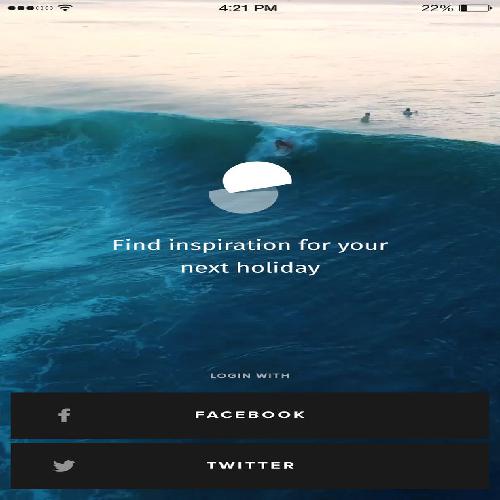 4:21 PM
22%
Find inspiration for your
next holiday
LOGIN WITH
FACEBOOK
TWITTER